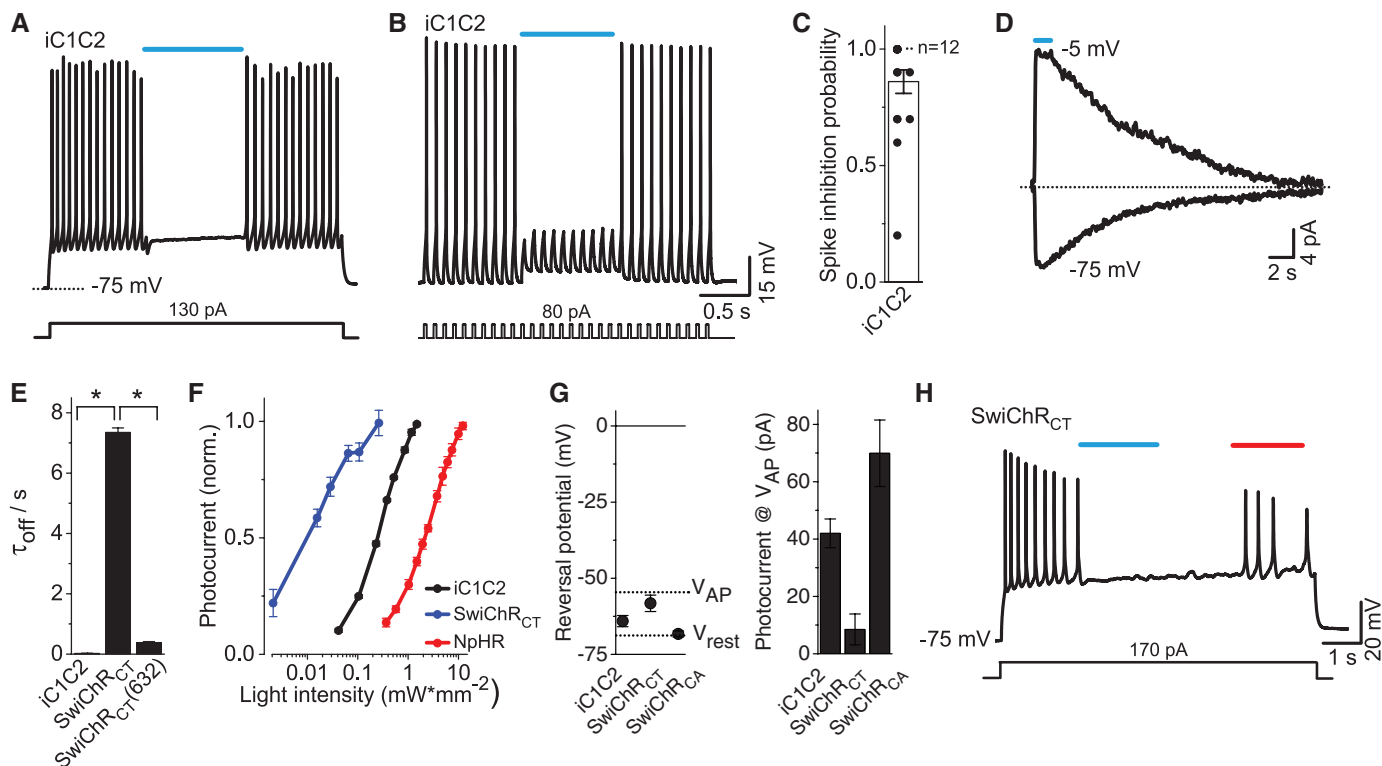 A
iC1C2
-75 mV
130 pA
B
iC1C2
15 mV
0.5 s
80 pA
C
Spike inhibition probability
1.0
0.5
0.0
n=12
iC1C2
D
-5 mV
-75 mV
2 s
4 pA
E
τoff / s
8
6
4
2
0
*
*
iC1C2
SwiChRCT
SwiChRCT(632)
F
Photocurrent (norm.)
1.0
0.5
0.0
iC1C2
SwiChRCT
NpHR
0.01
0.1
1
10
Light intensity (mW*mm-2)
G
Reversal potential (mV)
0
-25
-50
-75
VAP
Vrest
iC1C2
SwiChRCT
SwiChRCA
Photocurrent @ VAP (pA)
80
60
40
20
0
iC1C2
SwiChRCT
SwiChRCA
H
SwiChRCT
-75 mV
170 pA
1 s
20 mV